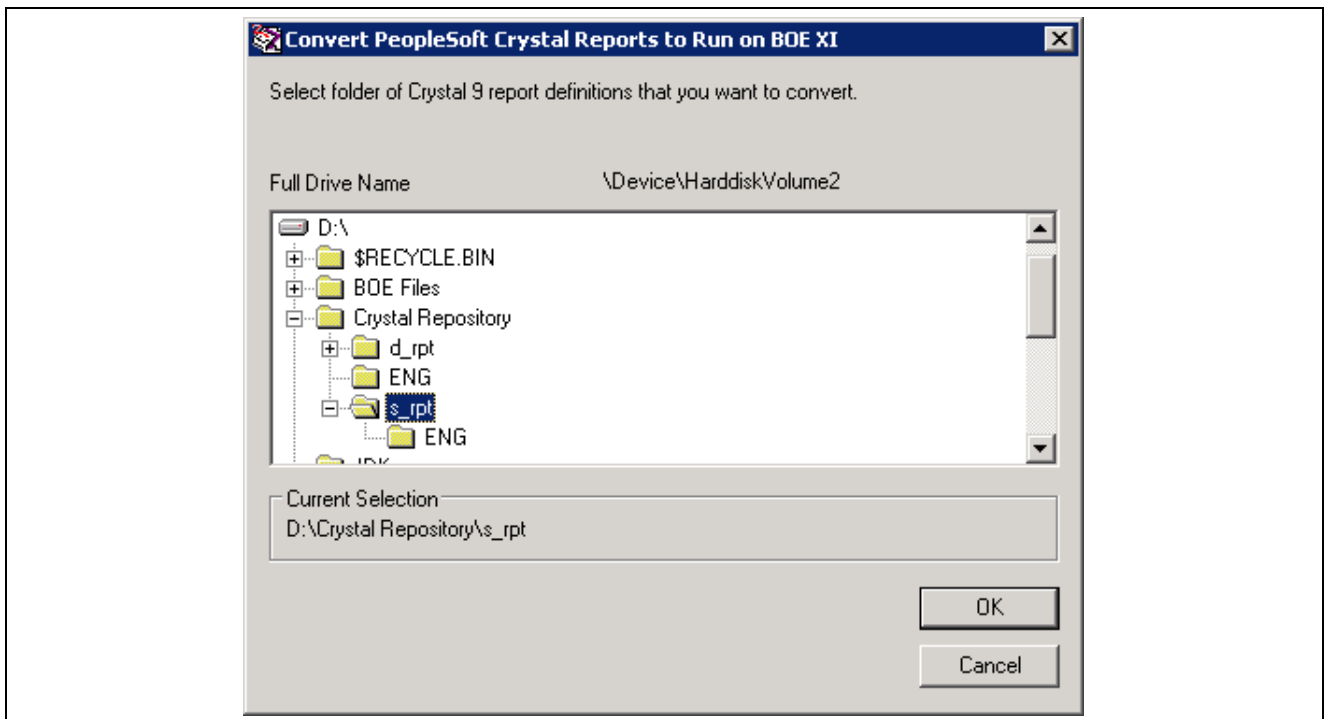 Convert PeopleSoft Crystal Reports to Run on BOE XI
Select folder of Crystal 9 report definitions that you want to convert.
Full Drive Name \Device\HarddiskVolume2
D:\
$RECYCLE.BIN
BOE Files
Crystal Repository
d_rpt
ENG
s_rpt
ENG
Current Selection
D:\Crystal Repository\s_rpt
OK
Cancel